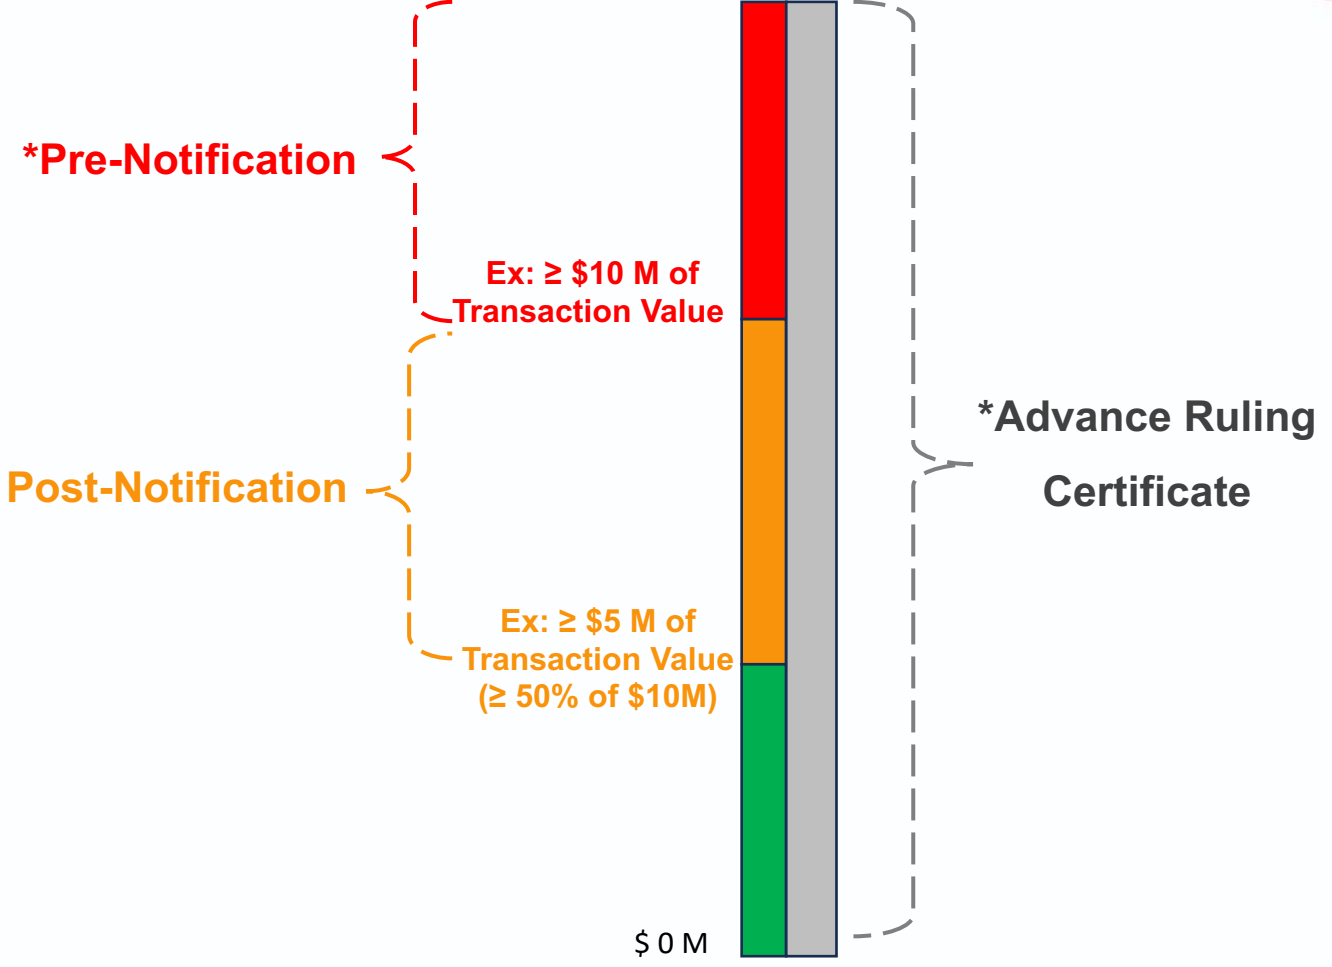 *Pre-Notification
Ex: ≥ $10 M of
Transaction Value
*Advance Ruling
Certificate
Post-Notification
Ex: ≥ $5 M of
Transaction Value
(≥ 50% of $10M)
$ 0 M